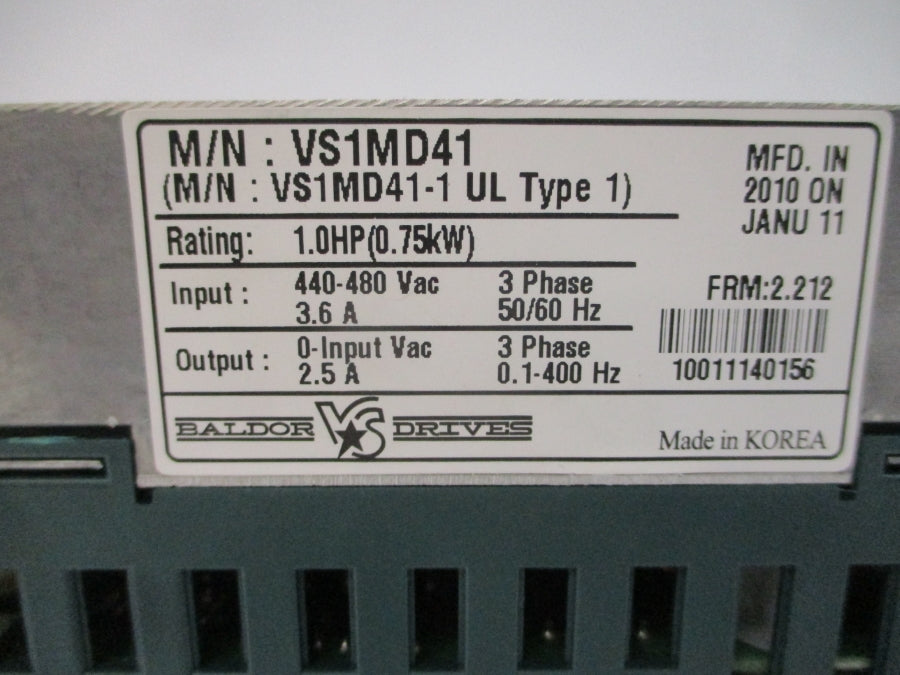 M/N : VS1MD41
(M/N : VS1MD41-1 UL Type 1)
MFD. IN
2010 ON
JANU 11
Rating: 1.0HP(0.75kW)
Input : 440-480 Vac 3 Phase
3.6 A 50/60 Hz
FRM:2.212
Output : 0-Input Vac 3 Phase
2.5 A 0.1-400 Hz
10011140156
BALDOR VS DRIVES
Made in KOREA